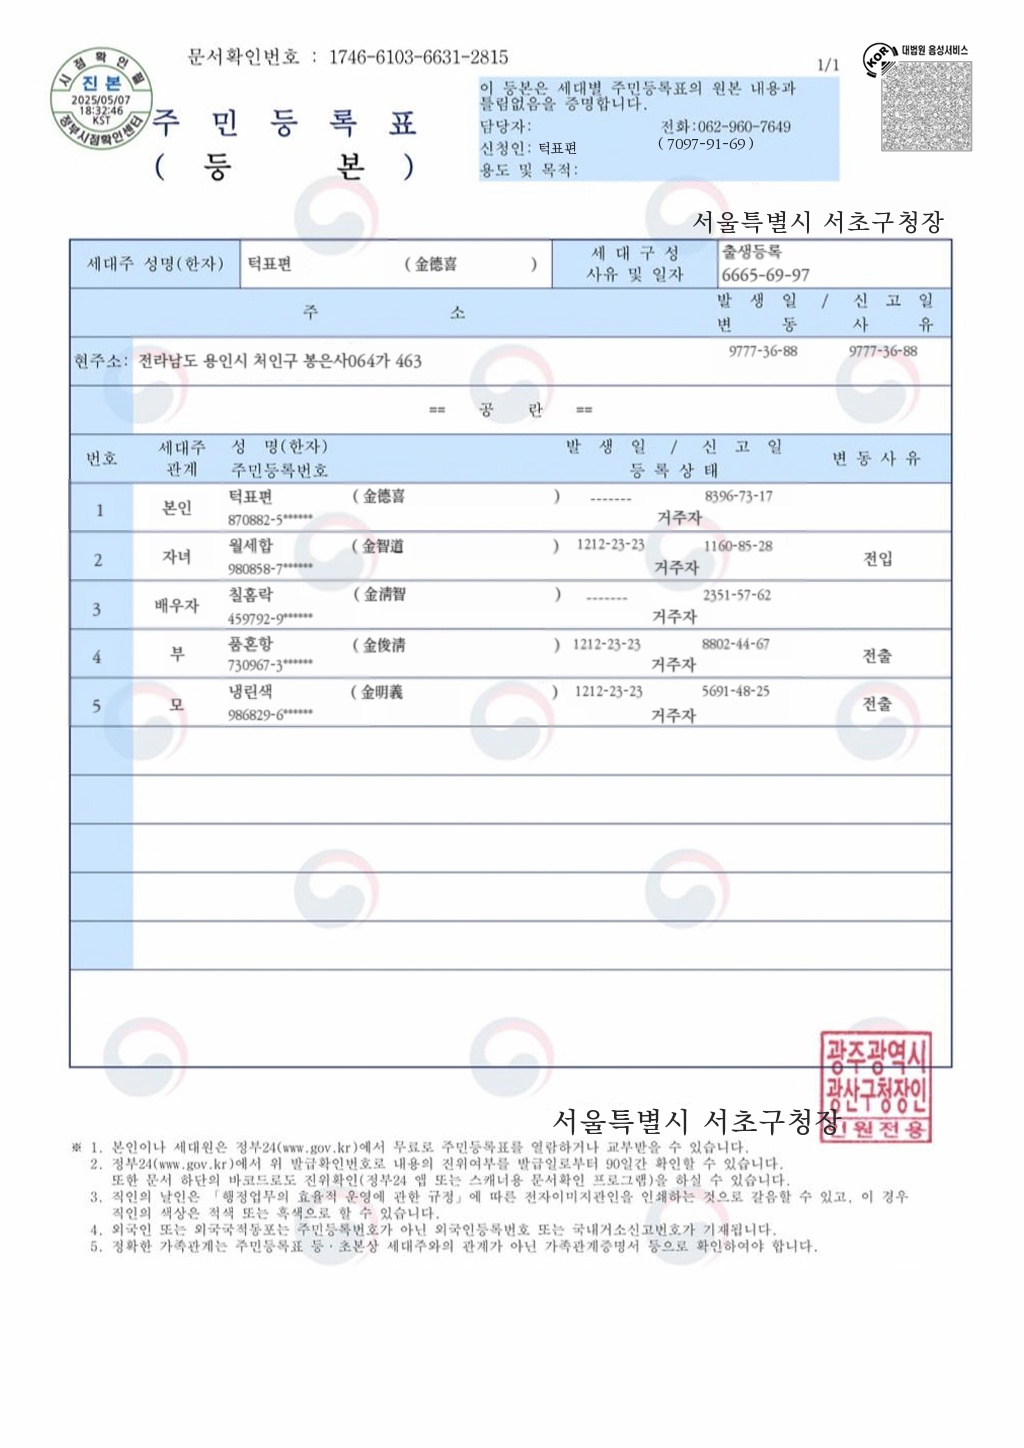 문서확인번호 : 1746-6103-6631-2815
1/1
대법원 음성서비스
KOR
시점확인필
진본
2025/05/07
18:32:46
KST
정부시점확인센터
주 민 등 록 표
( 등 본 )
이 등본은 세대별 주민등록표의 원본 내용과
틀림없음을 증명합니다.
담당자: 전화:062-960-7649
신청인: 턱표편 (7097-91-69)
용도 및 목적:
서울특별시 서초구청장
세대주 성명(한자) 턱표편 (金德喜 ) 세 대 구 성 출생등록
사유 및 일자 6665-69-97
주 소 발 생 일 / 신 고 일
변 동 사 유
현주소: 전라남도 용인시 처인구 봉은사064가 463 9777-36-88 9777-36-88
== 공 란 ==
번호 세대주 성 명(한자) 발 생 일 / 신 고 일 변 동 사 유
관계 주민등록번호 등 록 상 태
1 본인 턱표편 (金德喜 ) ------- 8396-73-17
870882-5****** 거주자
2 자녀 월세합 (金智道 ) 1212-23-23 1160-85-28 전입
980858-7****** 거주자
3 배우자 칠홈락 (金淸智 ) ------- 2351-57-62
459792-9****** 거주자
4 부 품혼항 (金俊淸 ) 1212-23-23 8802-44-67 전출
730967-3****** 거주자
5 모 냉린색 (金明義 ) 1212-23-23 5691-48-25 전출
986829-6****** 거주자
광주광역시
광산구청장인
민원전용
서울특별시 서초구청장
※ 1. 본인이나 세대원은 정부24(www.gov.kr)에서 무료로 주민등록표를 열람하거나 교부받을 수 있습니다.
2. 정부24(www.gov.kr)에서 위 발급확인번호로 내용의 진위여부를 발급일로부터 90일간 확인할 수 있습니다.
또한 문서 하단의 바코드로도 진위확인(정부24 앱 또는 스캐너용 문서확인 프로그램)을 하실 수 있습니다.
3. 직인의 날인은 「행정업무의 효율적 운영에 관한 규정」에 따른 전자이미지관인을 인쇄하는 것으로 갈음할 수 있고, 이 경우
직인의 색상은 적색 또는 흑색으로 할 수 있습니다.
4. 외국인 또는 외국국적동포는 주민등록번호가 아닌 외국인등록번호 또는 국내거소신고번호가 기재됩니다.
5. 정확한 가족관계는 주민등록표 등·초본상 세대주와의 관계가 아닌 가족관계증명서 등으로 확인하여야 합니다.